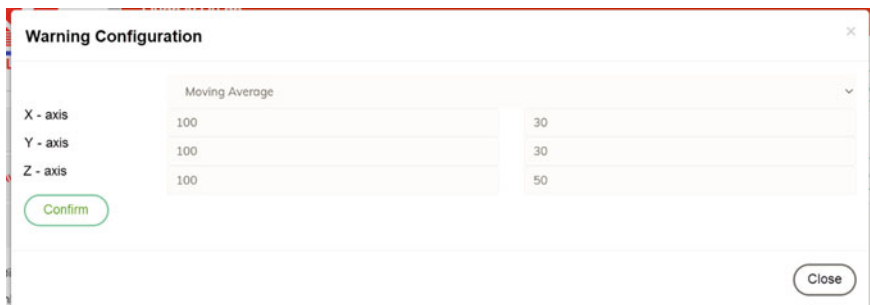 Warning Configuration
×
Moving Average
X - axis 100 30
Y - axis 100 30
Z - axis 100 50
Confirm
Close